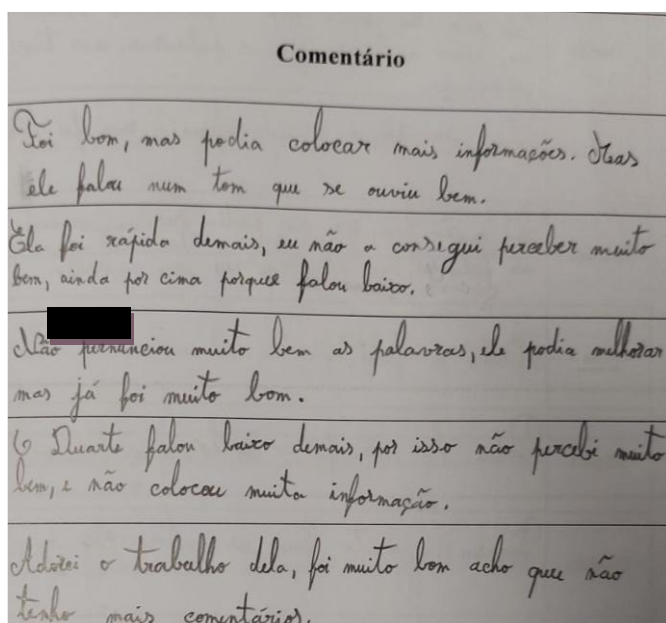 Comentário
Foi bom, mas podia colocar mais informações. Mas
ele falou num tom que se ouviu bem.
Ela foi rápida demais, eu não a consegui perceber muito
bem, ainda por cima porque falou baixo.
Não pernunciou muito bem as palavras, ele podia melhorar
mas já foi muito bom.
O Duarte falou baixo demais, por isso não percebi muito
bem, e não colocou muita informação.
Adorei o trabalho dela, foi muito bom acho que não
tenho mais comentários.